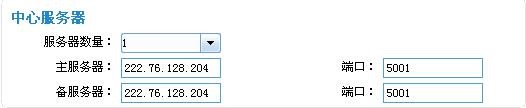 中心服务器
服务器数量： 1
主服务器： 222.76.128.204 端口： 5001
备服务器： 222.76.128.204 端口： 5001